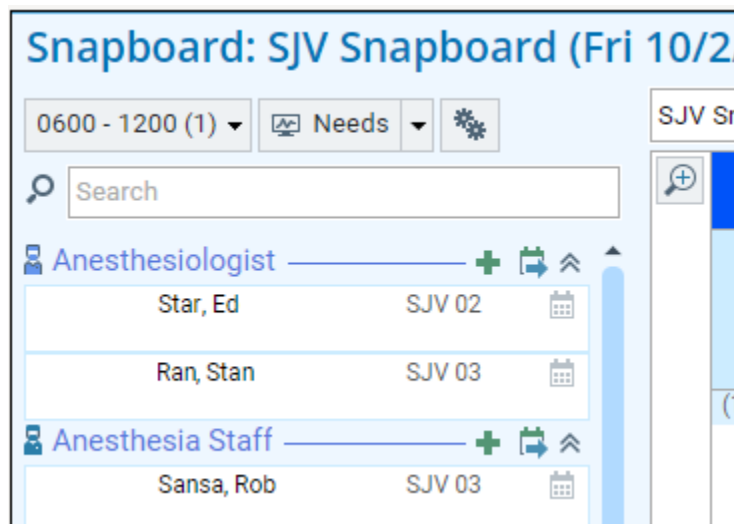 Snapboard: SJV Snapboard (Fri 10/2
0600 - 1200 (1) Needs
SJV
Search
Anesthesiologist
Star, Ed SJV 02
Ran, Stan SJV 03
Anesthesia Staff
Sansa, Rob SJV 03